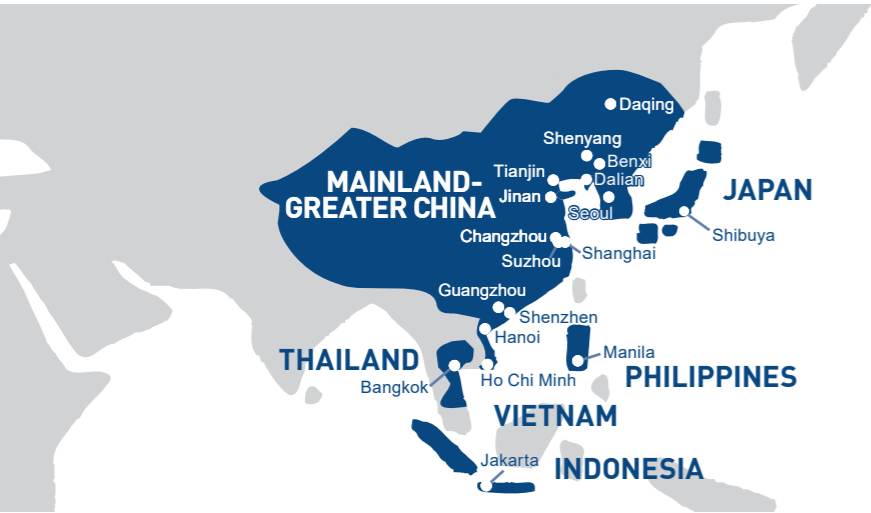 Daqing
Shenyang
Benxi
Tianjin
Dalian
MAINLAND-
GREATER CHINA
Jinan
Seoul
JAPAN
Shibuya
Changzhou
Shanghai
Suzhou
Guangzhou
Shenzhen
Hanoi
THAILAND
Bangkok
Manila
PHILIPPINES
Ho Chi Minh
VIETNAM
Jakarta
INDONESIA